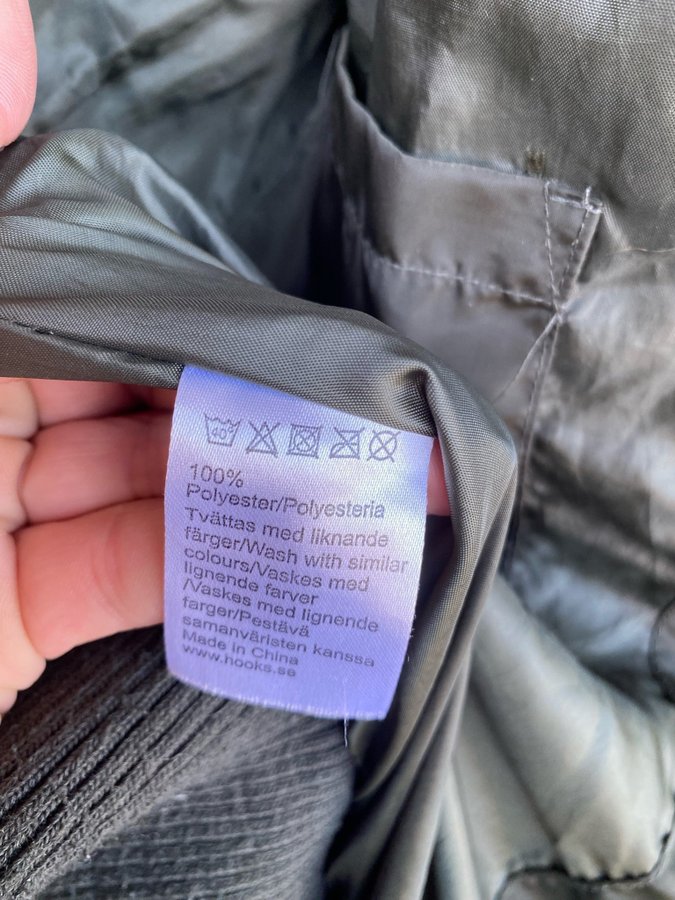 40
100%
Polyester/Polyesteria
Tvättas med liknande
färger/Wash with similar
colours/Vaskes med
lignende farver
/Vaskes med lignende
farger/Pestävä
samanväristen kanssa
Made in China
www.hooks.se